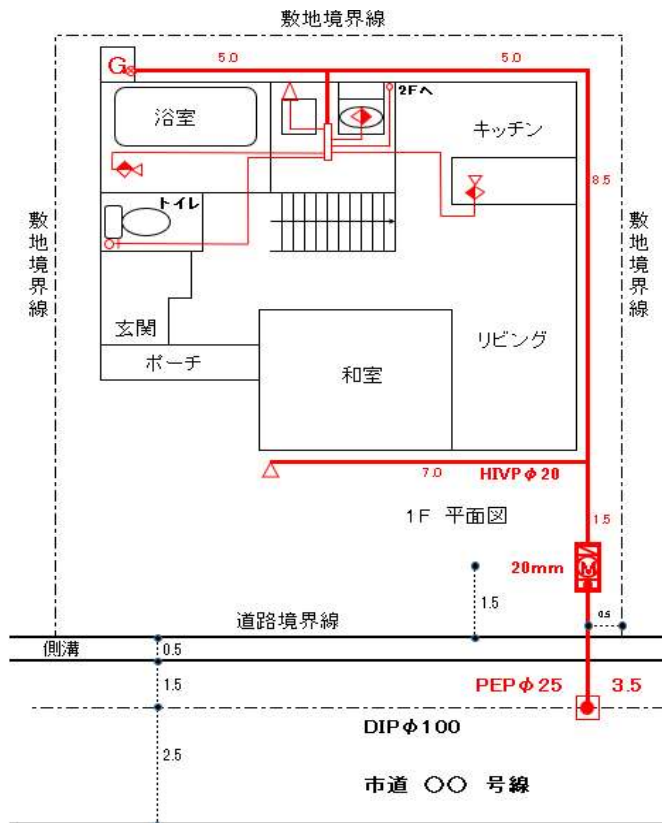 敷地境界線
5.0
5.0
G
2Fへ
浴室
キッチン
8.5
トイレ
敷地境界線
敷地境界線
玄関
リビング
ポーチ
和室
7.0
HIVPφ20
1F 平面図
1.5
20mm
M
1.5
0.5
道路境界線
側溝
0.5
PEPφ25 3.5
1.5
DIPφ100
2.5
市道 〇〇 号線